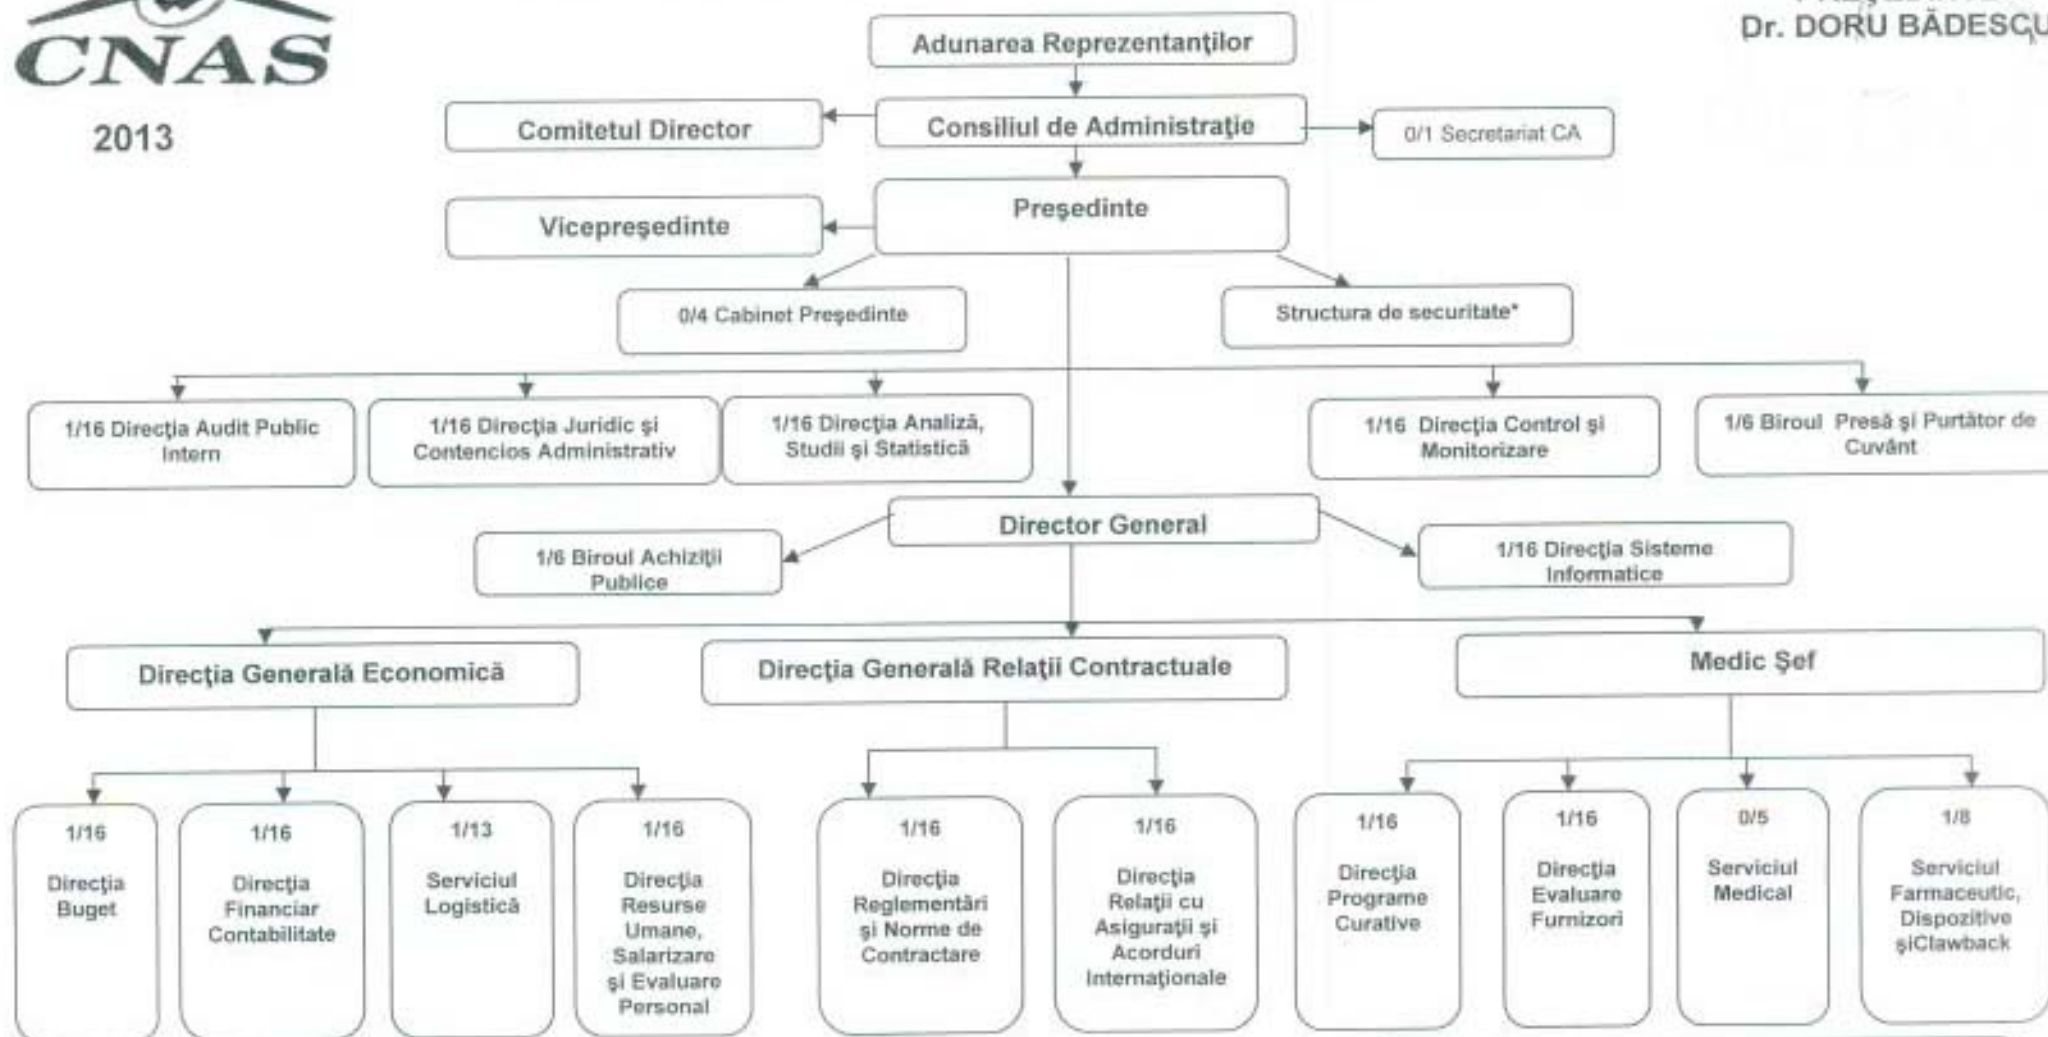 CNAS
2013
Dr. DORU BĂDESCU
Adunarea Reprezentanţilor
Comitetul Director
Consiliul de Administraţie
0/1 Secretariat CA
Vicepreşedinte
Preşedinte
0/4 Cabinet Preşedinte
Structura de securitate*
1/16 Direcţia Audit Public
Intern
1/16 Direcţia Juridic şi
Contencios Administrativ
1/16 Direcţia Analiză,
Studii şi Statistică
1/16 Direcţia Control şi
Monitorizare
1/6 Biroul Presă şi Purtător de
Cuvânt
Director General
1/6 Biroul Achiziţii
Publice
1/16 Direcţia Sisteme
Informatice
Direcţia Generală Economică
Direcţia Generală Relaţii Contractuale
Medic Şef
1/16
Direcţia
Buget
1/16
Direcţia
Financiar
Contabilitate
1/13
Serviciul
Logistică
1/16
Direcţia
Resurse
Umane,
Salarizare
şi Evaluare
Personal
1/16
Direcţia
Reglementări
şi Norme de
Contractare
1/16
Direcţia
Relaţii cu
Asiguraţii şi
Acorduri
Internaţionale
1/16
Direcţia
Programe
Curative
1/16
Direcţia
Evaluare
Furnizori
0/5
Serviciul
Medical
1/8
Serviciul
Farmaceutic,
Dispozitive
şiClawback